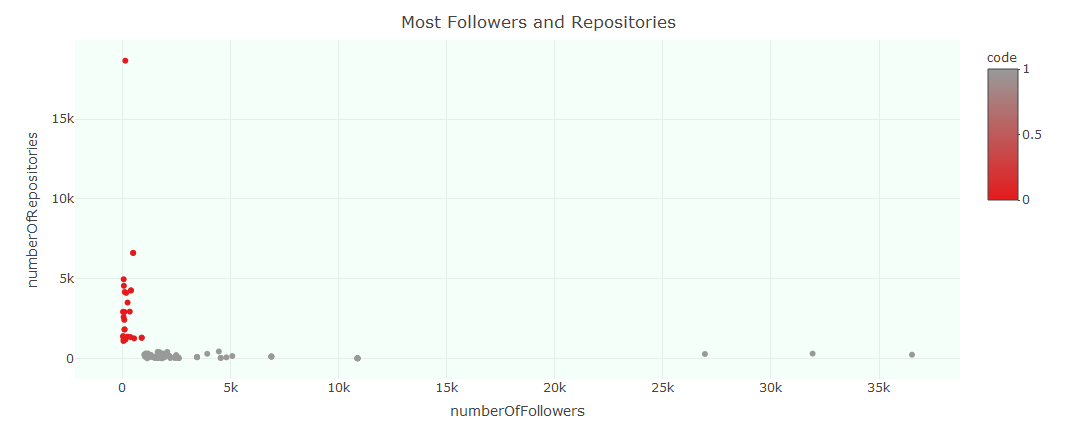 Most Followers and Repositories
code
1
0.5
0
numberOfRepositories
15k
10k
5k
0
0
5k
10k
15k
20k
25k
30k
35k
numberOfFollowers